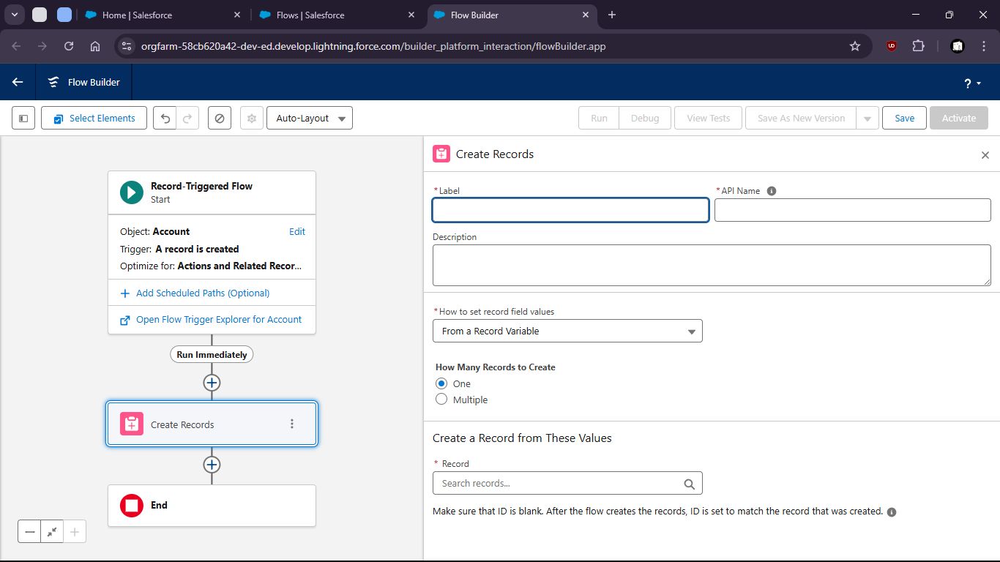 Home | Salesforce
Flows | Salesforce
Flow Builder
orgfarm-58cb620a42-dev-ed.develop.lightning.force.com/builder_platform_interaction/flowBuilder.app
Flow Builder
?
Select Elements
Auto-Layout
Run
Debug
View Tests
Save As New Version
Save
Activate
Record-Triggered Flow
Start
Object: Account
Edit
Trigger: A record is created
Optimize for: Actions and Related Recor...
Add Scheduled Paths (Optional)
Open Flow Trigger Explorer for Account
Run Immediately
Create Records
End
Create Records
* Label
* API Name
Description
* How to set record field values
From a Record Variable
How Many Records to Create
One
Multiple
Create a Record from These Values
* Record
Search records...
Make sure that ID is blank. After the flow creates the records, ID is set to match the record that was created.